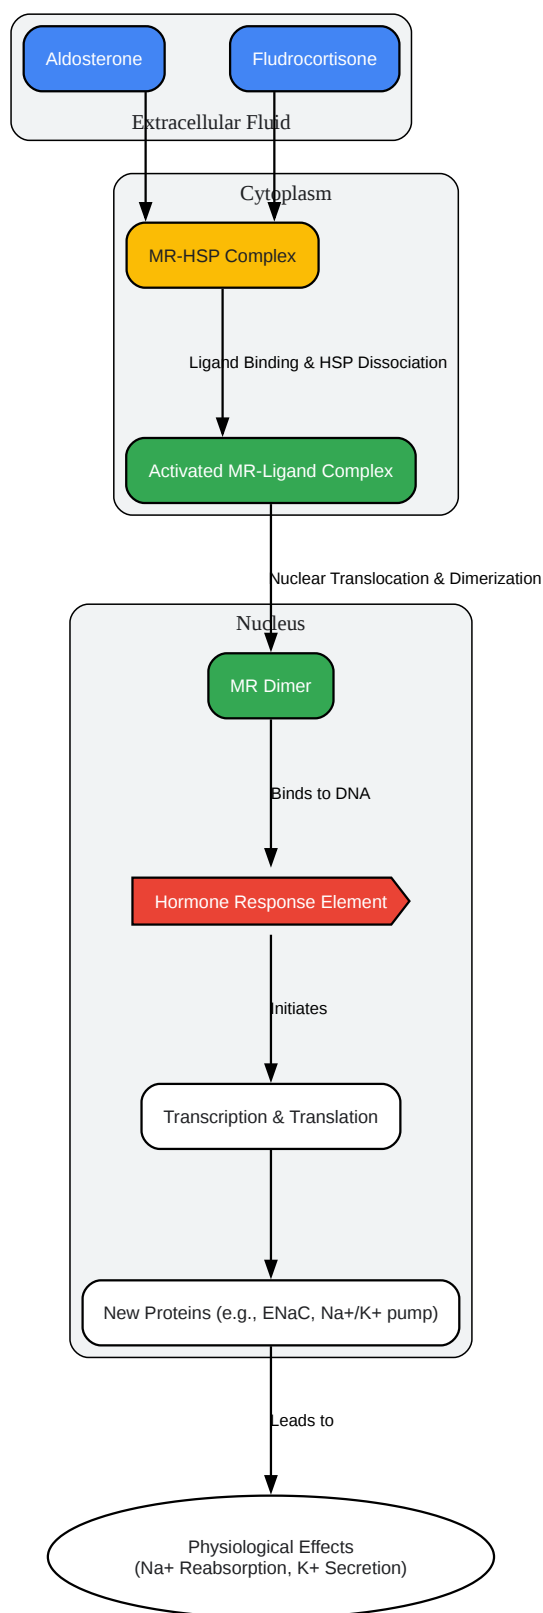 Aldosterone
Fludrocortisone
Extracellular Fluid
Cytoplasm
MR-HSP Complex
Ligand Binding & HSP Dissociation
Activated MR-Ligand Complex
Nuclear Translocation & Dimerization
Nucleus
MR Dimer
Binds to DNA
Hormone Response Element
Initiates
Transcription & Translation
New Proteins (e.g., ENaC, Na+/K+ pump)
Leads to
Physiological Effects
(Na+ Reabsorption, K+ Secretion)